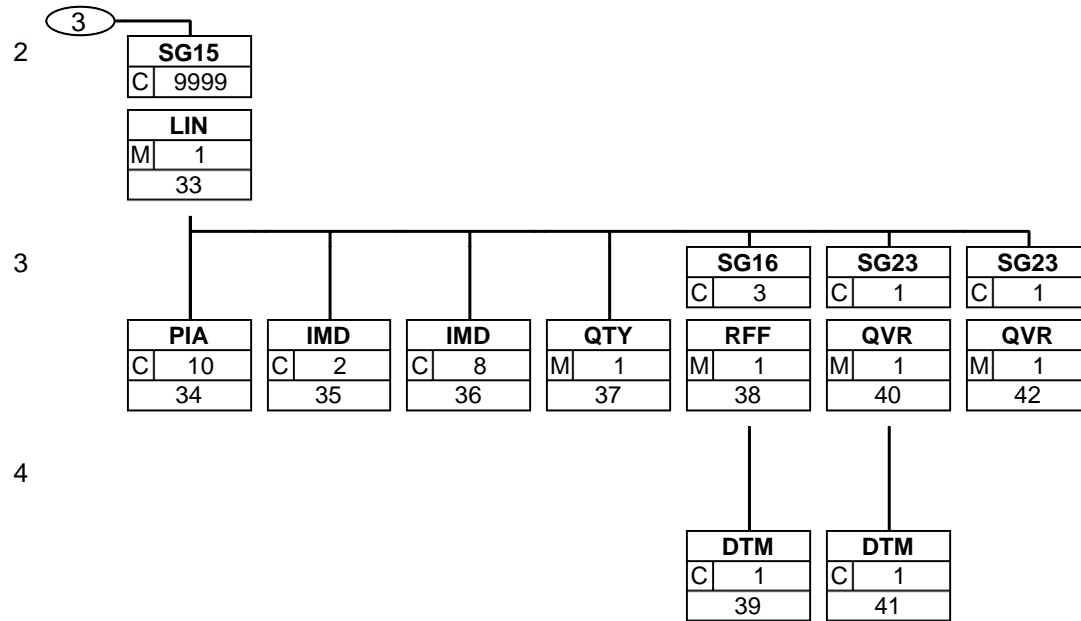 3
2
SG15
C 9999
LIN
M 1
33
3
SG16 SG23 SG23
C 3 C 1 C 1
PIA IMD IMD QTY RFF QVR QVR
C 10 C 2 C 8 M 1 M 1 M 1 M 1
34 35 36 37 38 40 42
4
DTM DTM
C 1 C 1
39 41